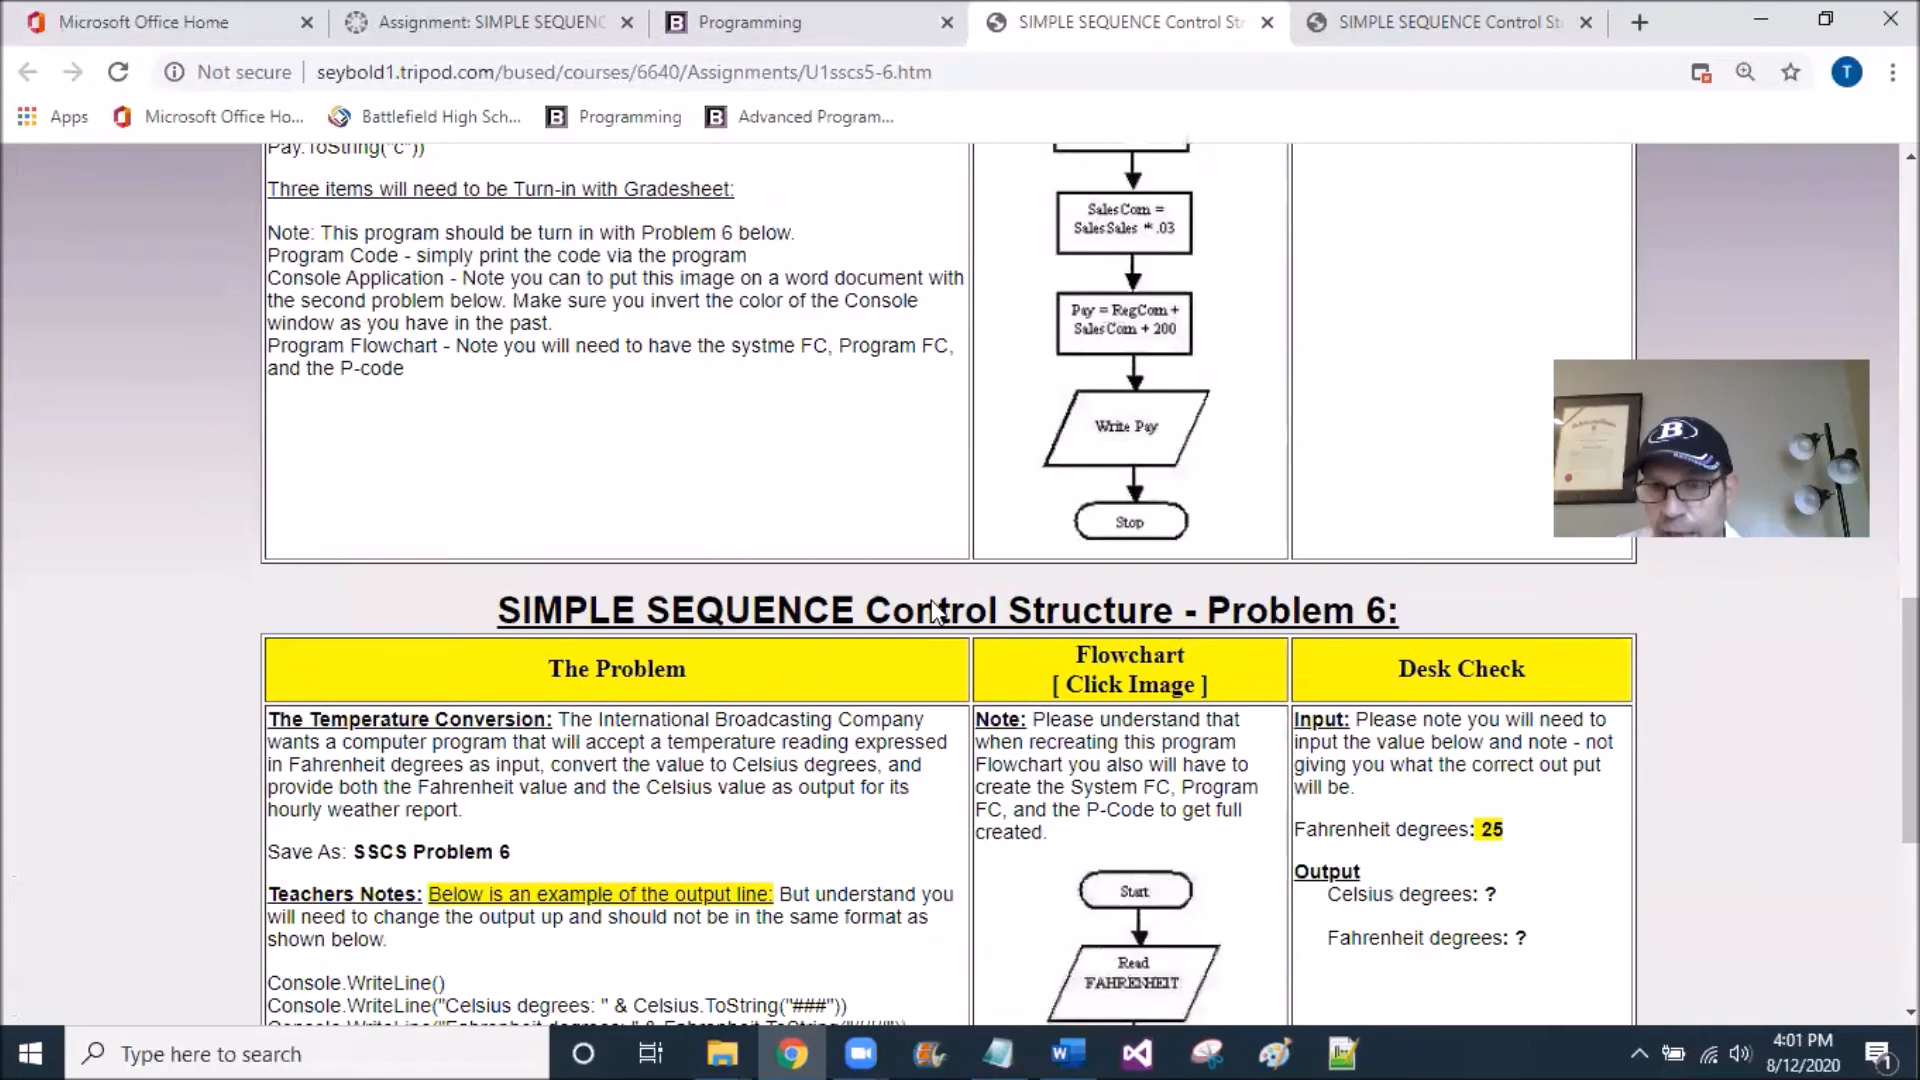 Microsoft Office Home
Assignment: SIMPLE SEQUENC
Programming
SIMPLE SEQUENCE Control St
SIMPLE SEQUENCE Control St
Not secure
seybold1.tripod.com/bused/courses/6640/Assignments/U1sscs5-6.htm
T
Apps
Microsoft Office Ho...
Battlefield High Sch...
Programming
Advanced Program...
Pay.ToString("c"))
Three items will need to be Turn-in with Gradesheet:
Note: This program should be turn in with Problem 6 below.
Program Code - simply print the code via the program
Console Application - Note you can to put this image on a word document with
the second problem below. Make sure you invert the color of the Console
window as you have in the past.
Program Flowchart - Note you will need to have the systme FC, Program FC,
and the P-code
SalesCom =
SalesSales * .03
Pay = RegCom +
SalesCom + 200
Write Pay
Stop
B
SIMPLE SEQUENCE Control Structure - Problem 6:
The Problem
Flowchart
[ Click Image ]
Desk Check
The Temperature Conversion: The International Broadcasting Company
wants a computer program that will accept a temperature reading expressed
in Fahrenheit degrees as input, convert the value to Celsius degrees, and
provide both the Fahrenheit value and the Celsius value as output for its
hourly weather report.
Save As: SSCS Problem 6
Teachers Notes: Below is an example of the output line: But understand you
will need to change the output up and should not be in the same format as
shown below.
Console.WriteLine()
Console.WriteLine("Celsius degrees: " & Celsius.ToString("###"))
Note: Please understand that
when recreating this program
Flowchart you also will have to
create the System FC, Program
FC, and the P-Code to get full
created.
Start
Read
FAHRENHEIT
Input: Please note you will need to
input the value below and note - not
giving you what the correct out put
will be.
Fahrenheit degrees: 25
Output
Celsius degrees: ?
Fahrenheit degrees: ?
Type here to search
4:01 PM
8/12/2020
1